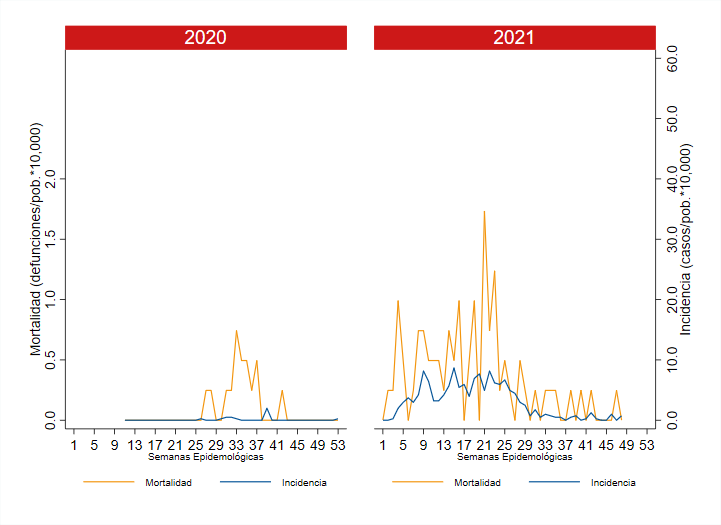 2020 2021
Mortalidad (defunciones/pob.*10,000)
0.0 0.5 1.0 1.5 2.0
Incidencia (casos/pob.*10,000)
0.0 10.0 20.0 30.0 40.0 50.0 60.0
1 5 9 13 17 21 25 29 33 37 41 45 49 53
1 5 9 13 17 21 25 29 33 37 41 45 49 53
Semanas Epidemológicas Semanas Epidemológicas
Mortalidad Incidencia Mortalidad Incidencia